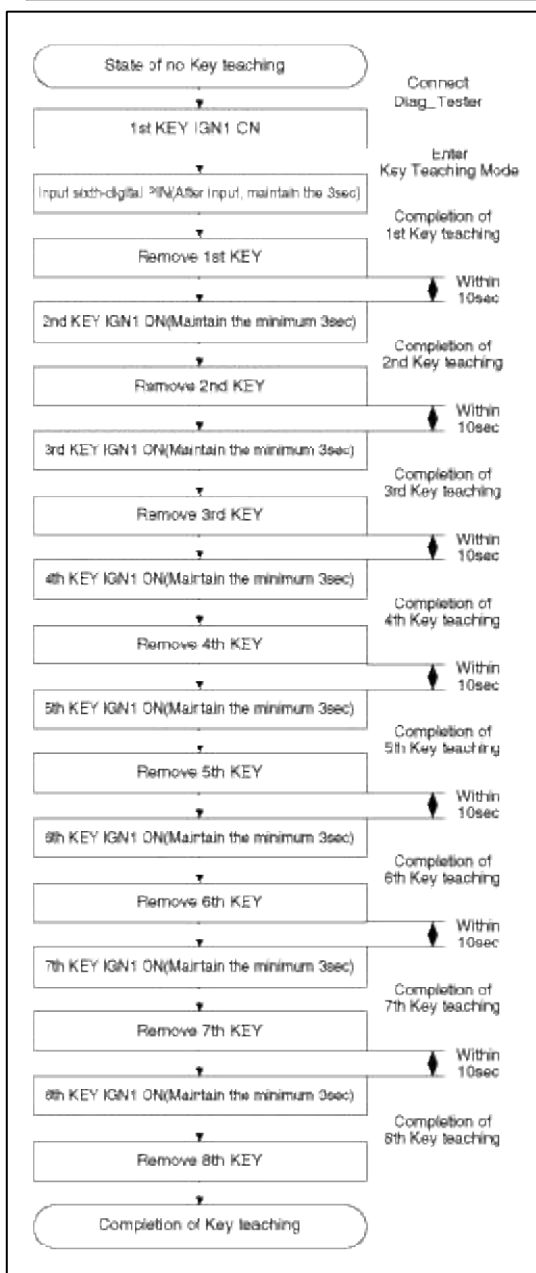 State of no Key teaching
Connect
Diag_Tester
1st KEY IGN1 ON
Enter
Key Teaching Mode
Input sixth-digital PIN(After input, maintain the 3sec)
Completion of
1st Key teaching
Remove 1st KEY
Within
10sec
2nd KEY IGN1 ON(Maintain the minimum 3sec)
Completion of
2nd Key teaching
Remove 2nd KEY
Within
10sec
3rd KEY IGN1 ON(Maintain the minimum 3sec)
Completion of
3rd Key teaching
Remove 3rd KEY
Within
10sec
4th KEY IGN1 ON(Maintain the minimum 3sec)
Completion of
4th Key teaching
Remove 4th KEY
Within
10sec
5th KEY IGN1 ON(Maintain the minimum 3sec)
Completion of
5th Key teaching
Remove 5th KEY
Within
10sec
6th KEY IGN1 ON(Maintain the minimum 3sec)
Completion of
6th Key teaching
Remove 6th KEY
Within
10sec
7th KEY IGN1 ON(Maintain the minimum 3sec)
Completion of
7th Key teaching
Remove 7th KEY
Within
10sec
8th KEY IGN1 ON(Maintain the minimum 3sec)
Completion of
8th Key teaching
Remove 8th KEY
Completion of Key teaching